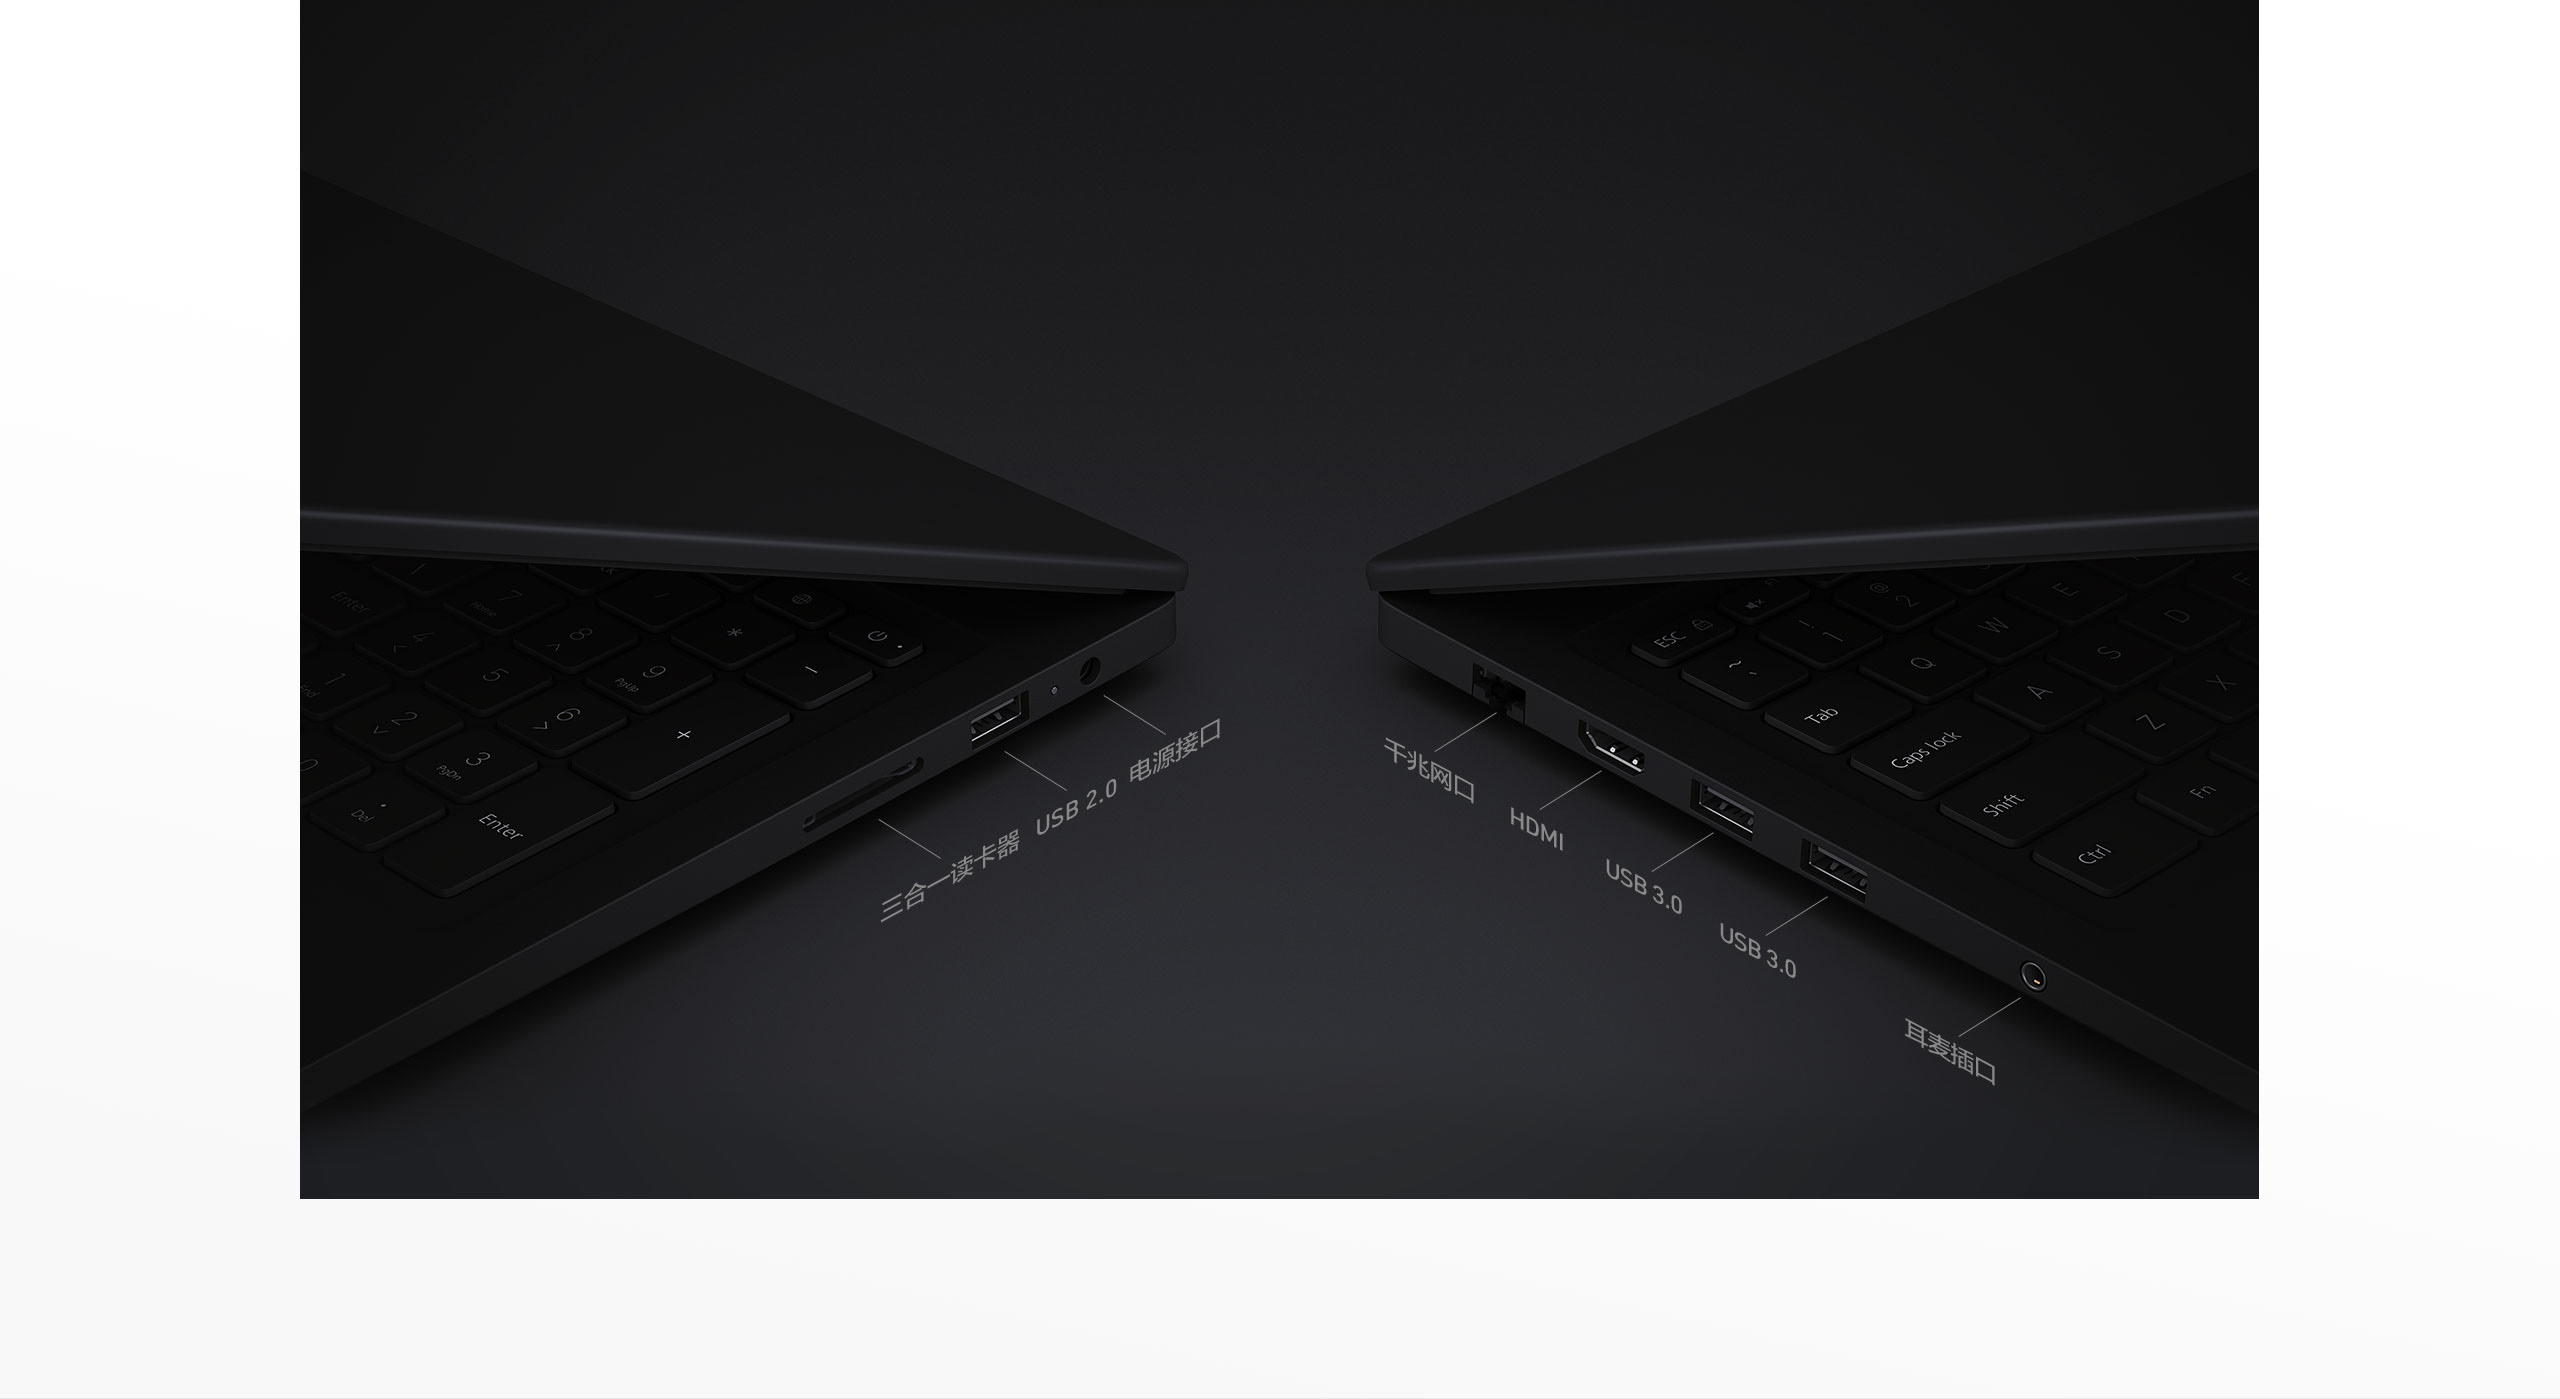 电源接口
USB 2.0
三合一读卡器
千兆网口
HDMI
USB 3.0
USB 3.0
耳麦插口
Enter
7 Home
/
4
8
*
1 End
5
9 PgUp
-
2
6
+
0
3 PgDn
. Del
Enter
ESC
@ 2
E
~ `
! 1
W
D
Q
S
Tab
A
X
Caps lock
Z
Shift
Fn
Ctrl